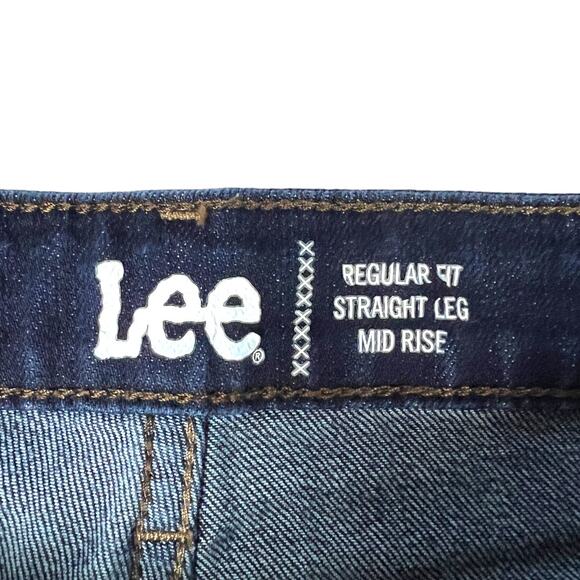 Lee®
REGULAR FIT
STRAIGHT LEG
MID RISE